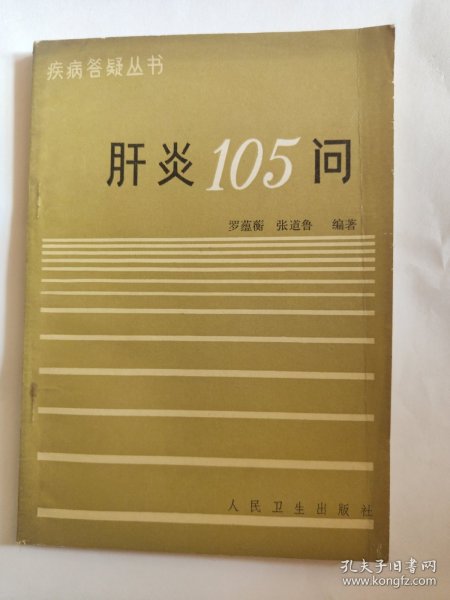 疾病答疑丛书
肝炎105问
罗蕴蘅 张道鲁 编著
人民卫生出版社
孔夫子旧书网
www.kongfz.com